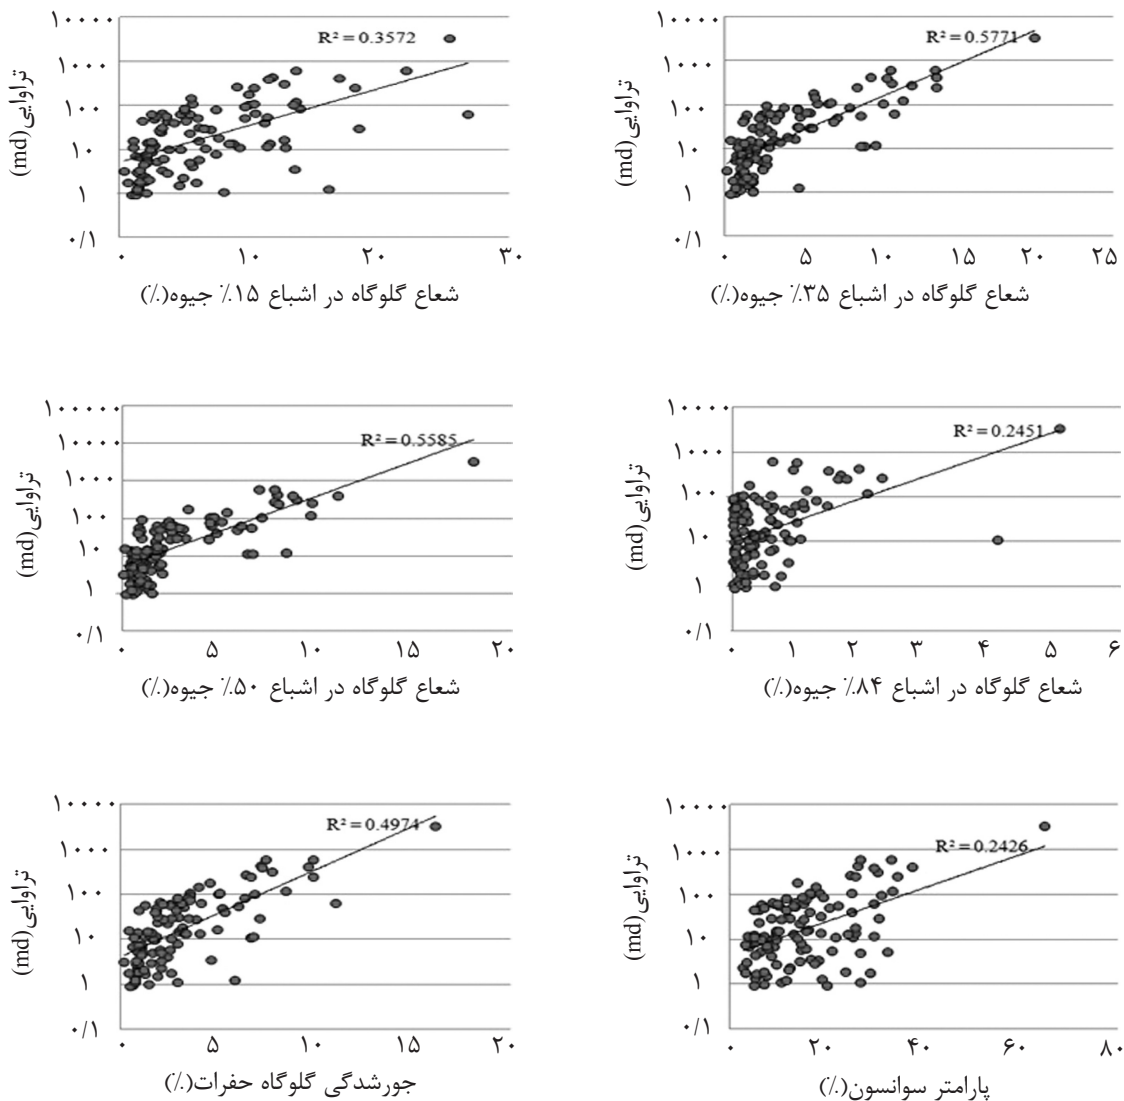 ۱۰۰۰۰
۱۰۰۰
۱۰۰
۱۰
۱
۰/۱
تراوایی(md)
R² = 0.3572
۰ ۱۰ ۲۰ ۳۰
شعاع گلوگاه در اشباع ۱۵٪ جیوه(٪)
۱۰۰۰۰
۱۰۰۰
۱۰۰
۱۰
۱
۰/۱
تراوایی(md)
R² = 0.5771
۰ ۵ ۱۰ ۱۵ ۲۰ ۲۵
شعاع گلوگاه در اشباع ۳۵٪ جیوه(٪)
۱۰۰۰۰۰
۱۰۰۰۰
۱۰۰۰
۱۰۰
۱۰
۱
۰/۱
تراوایی(md)
R² = 0.5585
۰ ۵ ۱۰ ۱۵ ۲۰
شعاع گلوگاه در اشباع ۵۰٪ جیوه(٪)
۱۰۰۰۰
۱۰۰۰
۱۰۰
۱۰
۱
۰/۱
تراوایی(md)
R² = 0.2451
۰ ۱ ۲ ۳ ۴ ۵ ۶
شعاع گلوگاه در اشباع ۸۴٪ جیوه(٪)
۱۰۰۰۰
۱۰۰۰
۱۰۰
۱۰
۱
۰/۱
تراوایی(md)
R² = 0.4974
۰ ۵ ۱۰ ۱۵ ۲۰
جورشدگی گلوگاه حفرات(٪)
۱۰۰۰۰
۱۰۰۰
۱۰۰
۱۰
۱
۰/۱
تراوایی(md)
R² = 0.2426
۰ ۲۰ ۴۰ ۶۰ ۸۰
پارامتر سوانسون(٪)